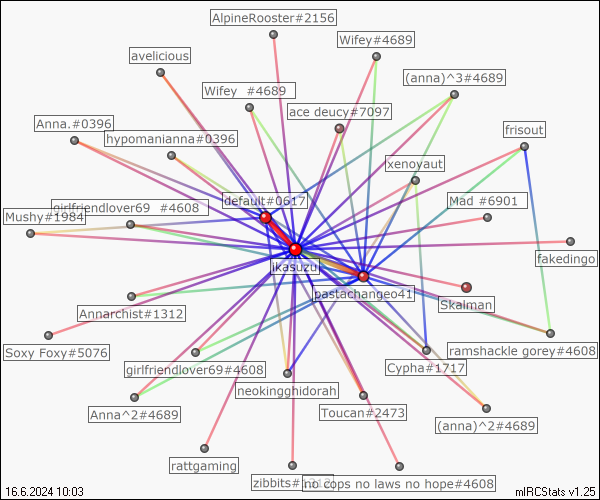 AlpineRooster#2156
Wifey#4689
avelicious
(anna)^3#4689
Wifey #4689
ace deucy#7097
Anna.#0396
frisout
hypomanianna#0396
xenoyaut
default#0617
Mad #6901
girlfriendlover69 #4608
Mushy#1984
fakedingo
jkasuzu
pastachangeo41
Skalman
Annarchist#1312
Soxy Foxy#5076
ramshackle gorey#4608
girlfriendlover69#4608
Cypha#1717
neokingghidorah
Toucan#2473
Anna^2#4689
(anna)^2#4689
rattgaming
zibbits
no cops no laws no hope#4608
16.6.2024 10:03
mIRCStats v1.25